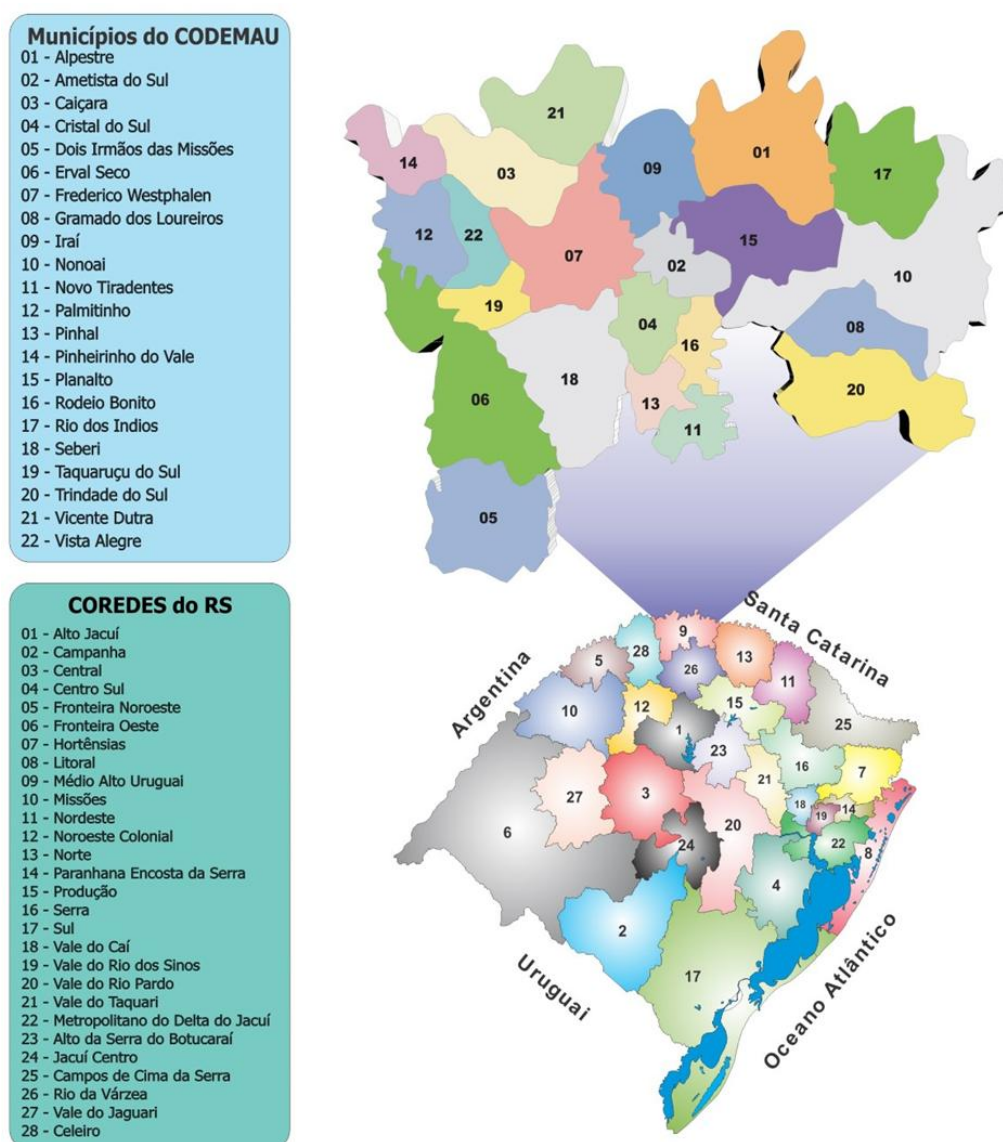 Municípios do CODEMAU
01 - Alpestre
02 - Ametista do Sul
03 - Caiçara
04 - Cristal do Sul
05 - Dois Irmãos das Missões
06 - Erval Seco
07 - Frederico Westphalen
08 - Gramado dos Loureiros
09 - Iraí
10 - Nonoai
11 - Novo Tiradentes
12 - Palmitinho
13 - Pinhal
14 - Pinheirinho do Vale
15 - Planalto
16 - Rodeio Bonito
17 - Rio dos Indios
18 - Seberi
19 - Taquaruçu do Sul
20 - Trindade do Sul
21 - Vicente Dutra
22 - Vista Alegre
21
14
03
09
01
17
12
22
07
02
15
10
19
04
16
08
18
06
13
20
11
05
COREDES do RS
01 - Alto Jacuí
02 - Campanha
03 - Central
04 - Centro Sul
05 - Fronteira Noroeste
06 - Fronteira Oeste
07 - Hortênsias
08 - Litoral
09 - Médio Alto Uruguai
10 - Missões
11 - Nordeste
12 - Noroeste Colonial
13 - Norte
14 - Paranhana Encosta da Serra
15 - Produção
16 - Serra
17 - Sul
18 - Vale do Caí
19 - Vale do Rio dos Sinos
20 - Vale do Rio Pardo
21 - Vale do Taquari
22 - Metropolitano do Delta do Jacuí
23 - Alto da Serra do Botucaraí
24 - Jacuí Centro
25 - Campos de Cima da Serra
26 - Rio da Várzea
27 - Vale do Jaguari
28 - Celeiro
Argentina
Santa Catarina
Uruguai
Oceano Atlântico
9
28
5
26
13
11
10
12
15
25
1
23
16
7
21
27
3
18
14
19
6
20
24
22
8
4
2
17